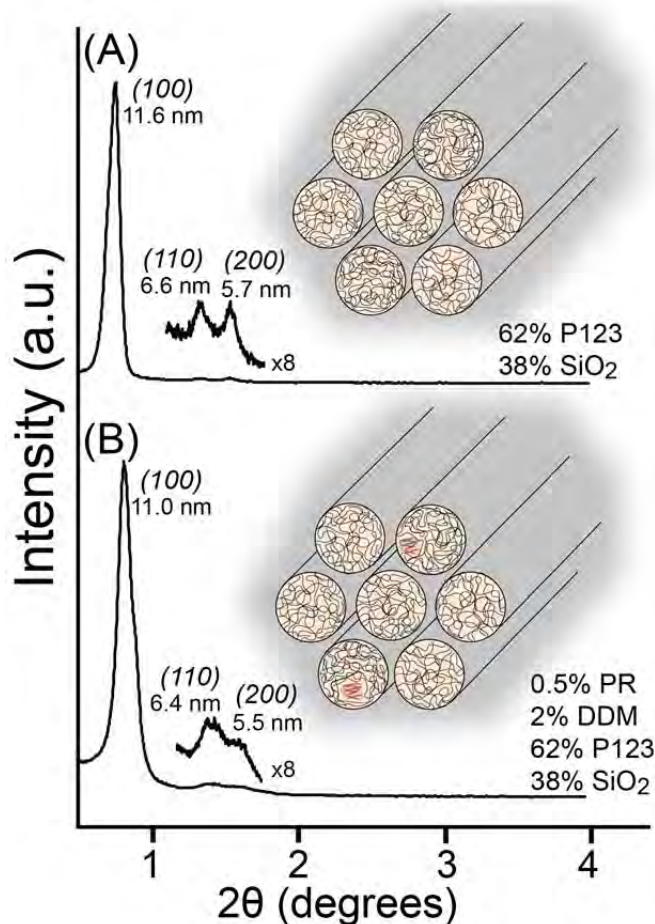 (A)
(100)
11.6 nm
(110)
6.6 nm
(200)
5.7 nm
x8
62% P123
38% SiO₂
(B)
(100)
11.0 nm
(110)
6.4 nm
(200)
5.5 nm
x8
0.5% PR
2% DDM
62% P123
38% SiO₂
Intensity (a.u.)
1 2 3 4
2θ (degrees)